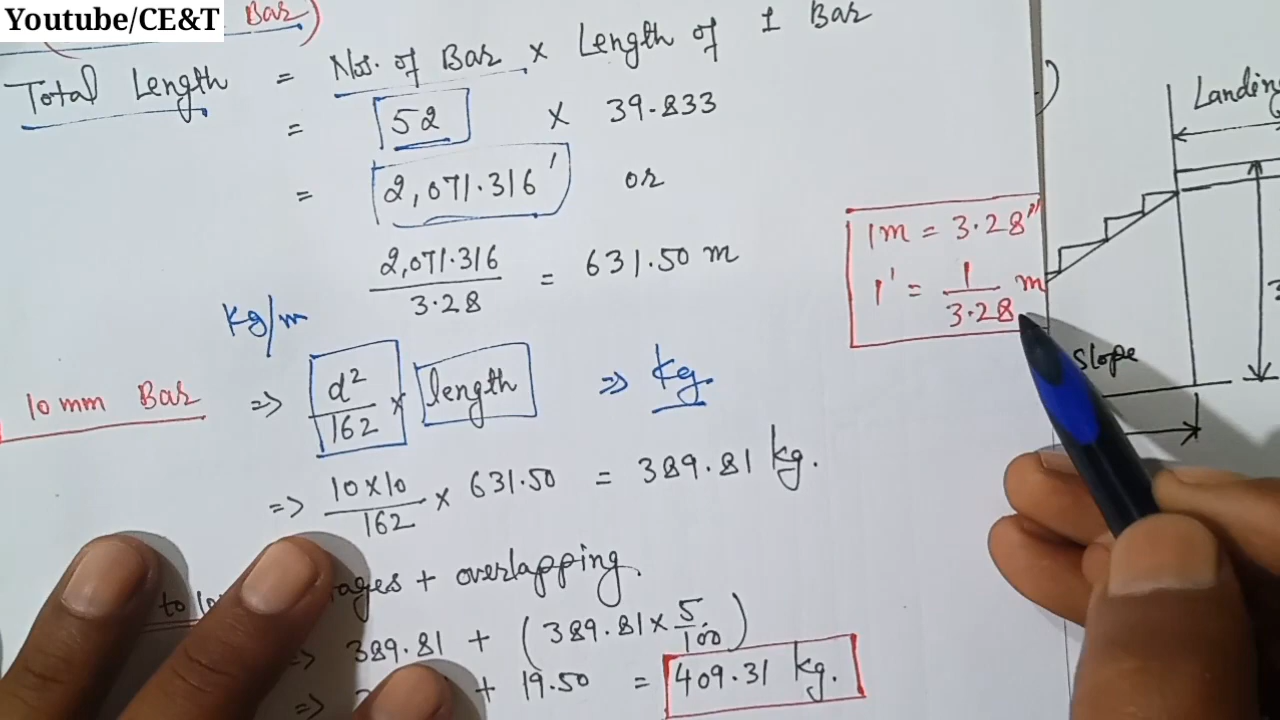 Youtube/CE&T
Bar)
Total Length = Nos. of Bar × Length of 1 Bar
= 52 × 39.833
= 2,071.316' or
2,071.316 / 3.28 = 631.50 m
Kg/m
10 mm Bar => d²/162 × length => Kg.
=> 10×10/162 × 631.50 = 389.81 kg.
+ overlapping.
=> 389.81 + (389.81 × 5/100)
=> + 19.50 = 409.31 kg.
1m = 3.28"
1' = 1/3.28 m
Landing
Slope